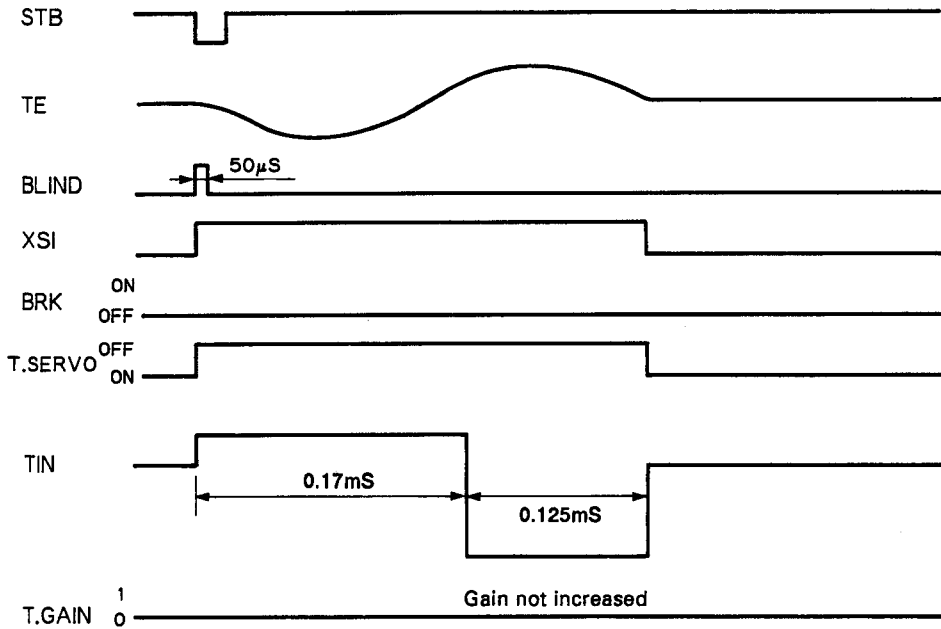 STB
TE
50μS
BLIND
XSI
ON
BRK
OFF
OFF
T.SERVO
ON
TIN
0.17mS
0.125mS
1
Gain not increased
T.GAIN
0